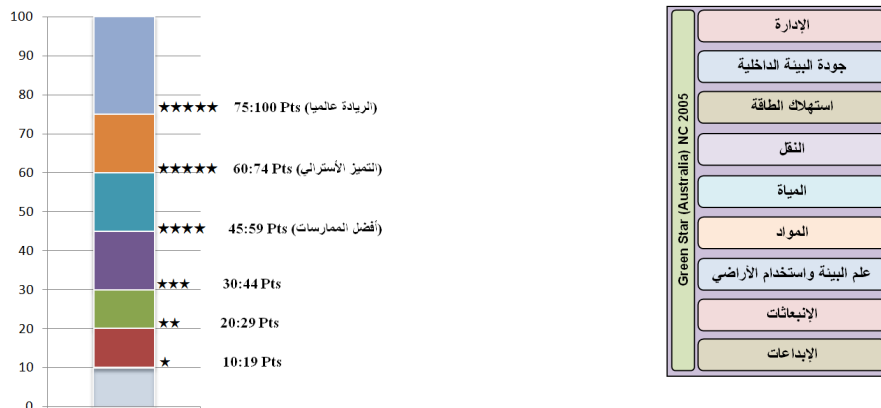 100
90
80
★★★★★ 75:100 Pts (الريادة عالميا)
70
60
★★★★★ 60:74 Pts (التميز الأسترالي)
50
★★★★ 45:59 Pts (أفضل الممارسات)
40
30
★★★ 30:44 Pts
20
★★ 20:29 Pts
10
★ 10:19 Pts
0
Green Star (Australia) NC 2005
الإدارة
جودة البيئة الداخلية
استهلاك الطاقة
النقل
المياة
المواد
علم البيئة واستخدام الأراضي
الإنبعاثات
الإبداعات